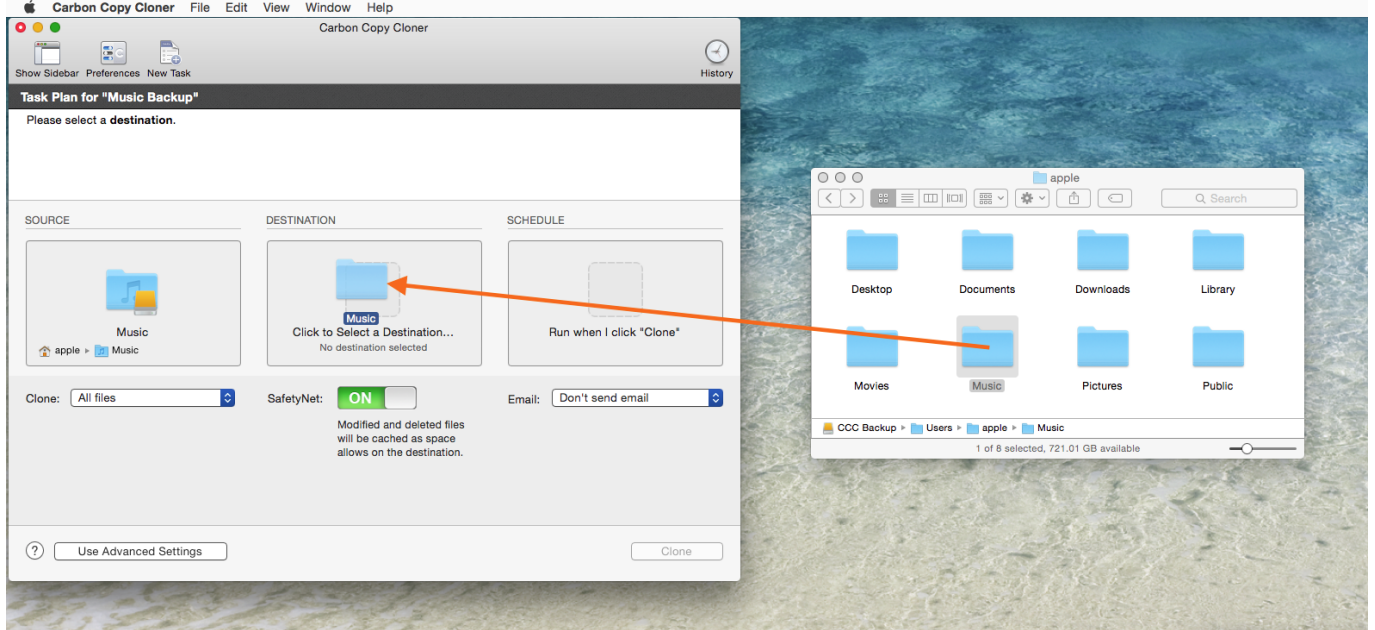 Carbon Copy Cloner File Edit View Window Help
Carbon Copy Cloner
Show Sidebar Preferences New Task
History
Task Plan for "Music Backup"
Please select a destination.
SOURCE
DESTINATION
SCHEDULE
Music
apple ▸ Music
Music
Click to Select a Destination...
No destination selected
Run when I click "Clone"
Clone: All files
SafetyNet: ON
Email: Don't send email
Modified and deleted files
will be cached as space
allows on the destination.
? Use Advanced Settings
Clone
apple
Search
Desktop Documents Downloads Library
Movies Music Pictures Public
CCC Backup ▸ Users ▸ apple ▸ Music
1 of 8 selected, 721.01 GB available